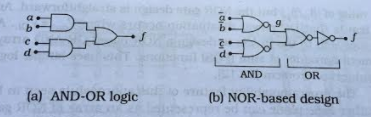 a
b
c
d
f
ā
b̄
g
c̄
d̄
f
AND
OR
(a) AND-OR logic
(b) NOR-based design